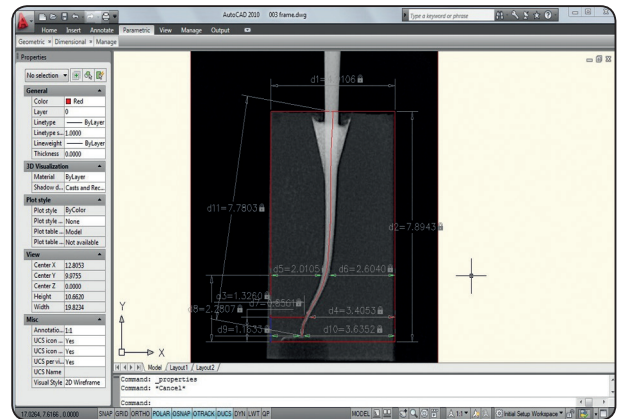 AutoCAD 2010 003 frame.dwg
Type a keyword or phrase
Home Insert Annotate Parametric View Manage Output
Geometric Dimensional Manage
Properties
No selection
General
Color Red
Layer 0
Linetype ByLayer
Linetype s... 1.0000
Lineweight ByLayer
Thickness 0.0000
3D Visualization
Material ByLayer
Shadow d... Casts and Rec...
Plot style
Plot style ByColor
Plot style ... None
Plot table ... Model
Plot table ... Not available
View
Center X 12.8053
Center Y 9.9755
Center Z 0.0000
Height 10.6620
Width 19.8234
Misc
Annotatio... 1:1
UCS icon ... Yes
UCS icon ... Yes
UCS per vi... Yes
UCS Name
Visual Style 2D Wireframe
d11=7.7803
d2=7.8943
d5=2.0105
d6=2.6040
d3=1.3260
d8=2.2807
d4=3.4053
d9=1.1633
d10=3.6352
Y
X
Model Layout1 Layout2
Command: _properties
Command: *Cancel*
Command:
17.0264, 7.6166, 0.0000 SNAP GRID ORTHO POLAR OSNAP OTRACK DUCS DYN LWT QP MODEL 1:1 Initial Setup Workspace